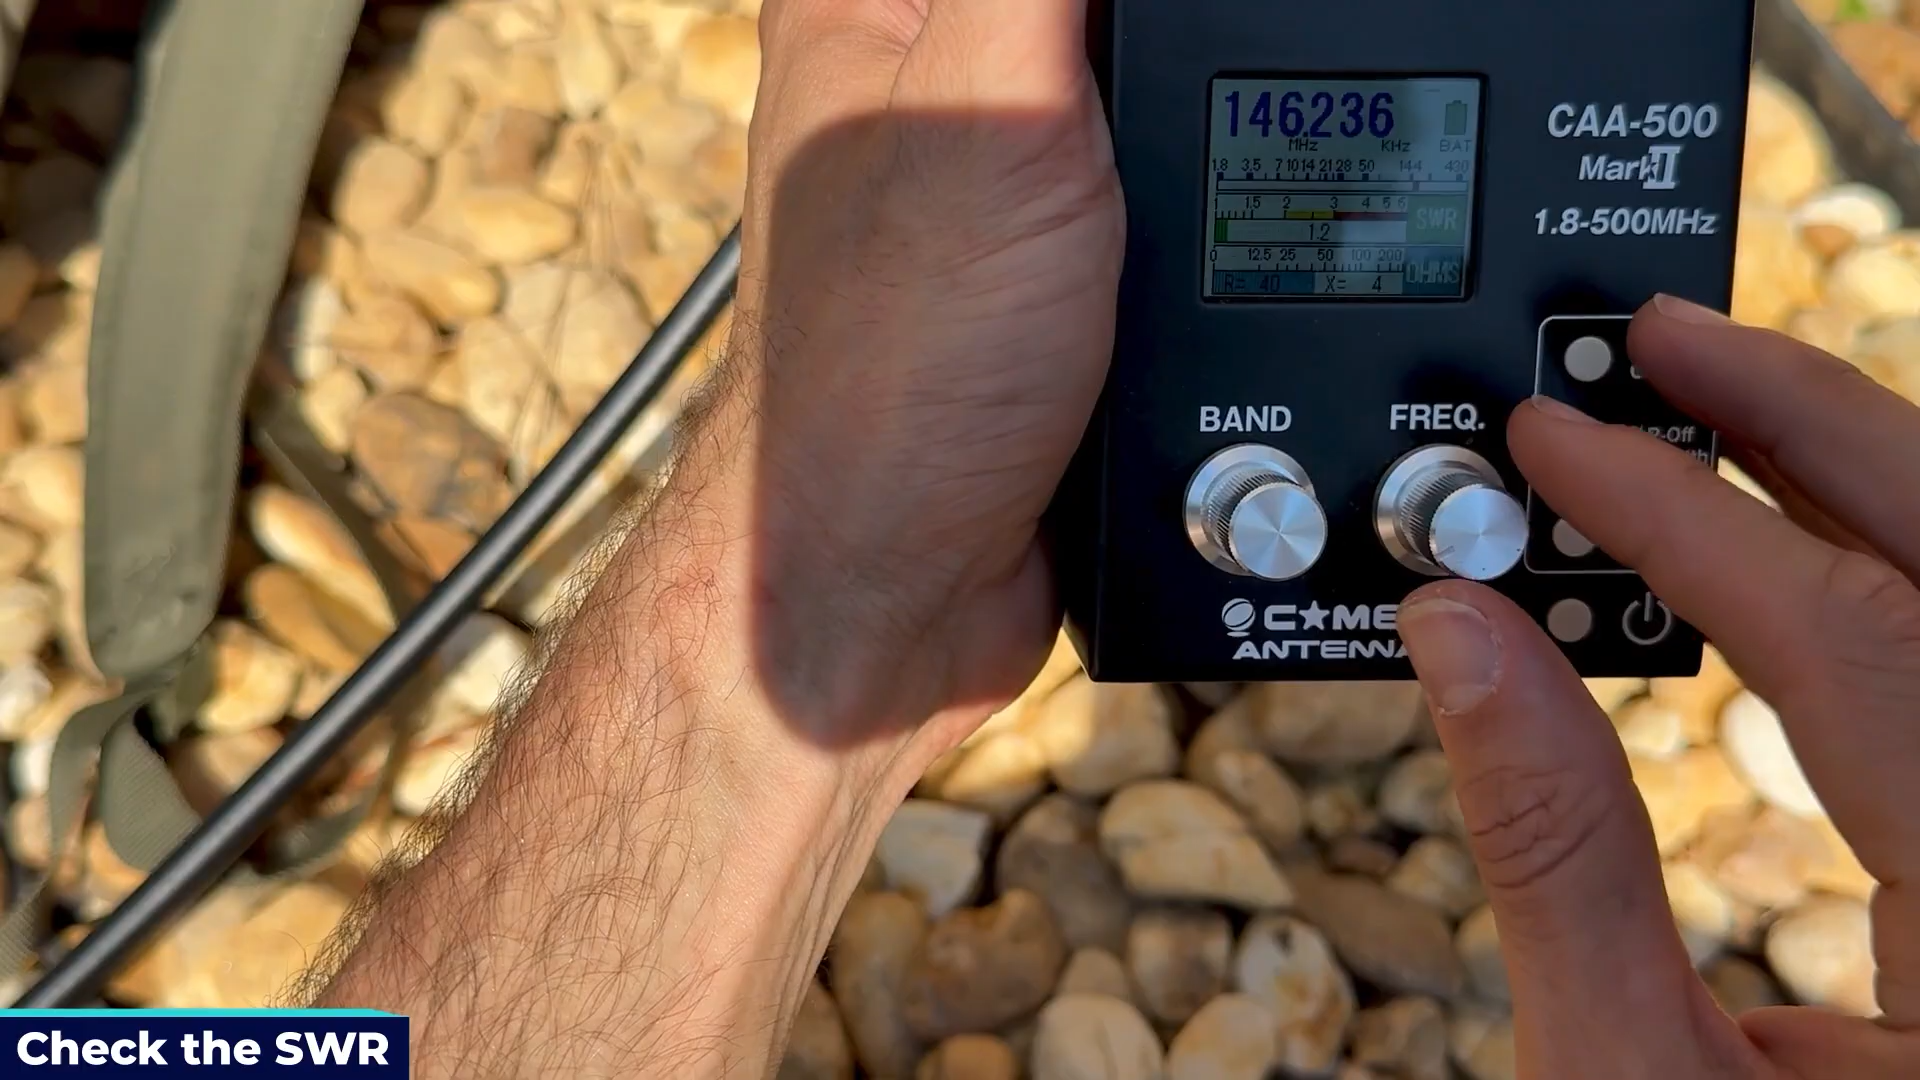 146.236
MHz KHz BAT
1.8 3.5 7 10 14 21 28 50 144 430
1 1.5 2 3 4 5 6
SWR
1.2
0 12.5 25 50 100 200
OHMS
R= 40 X= 4
CAA-500
MarkII
1.8-500MHz
BAND FREQ.
ANTENNA
Check the SWR